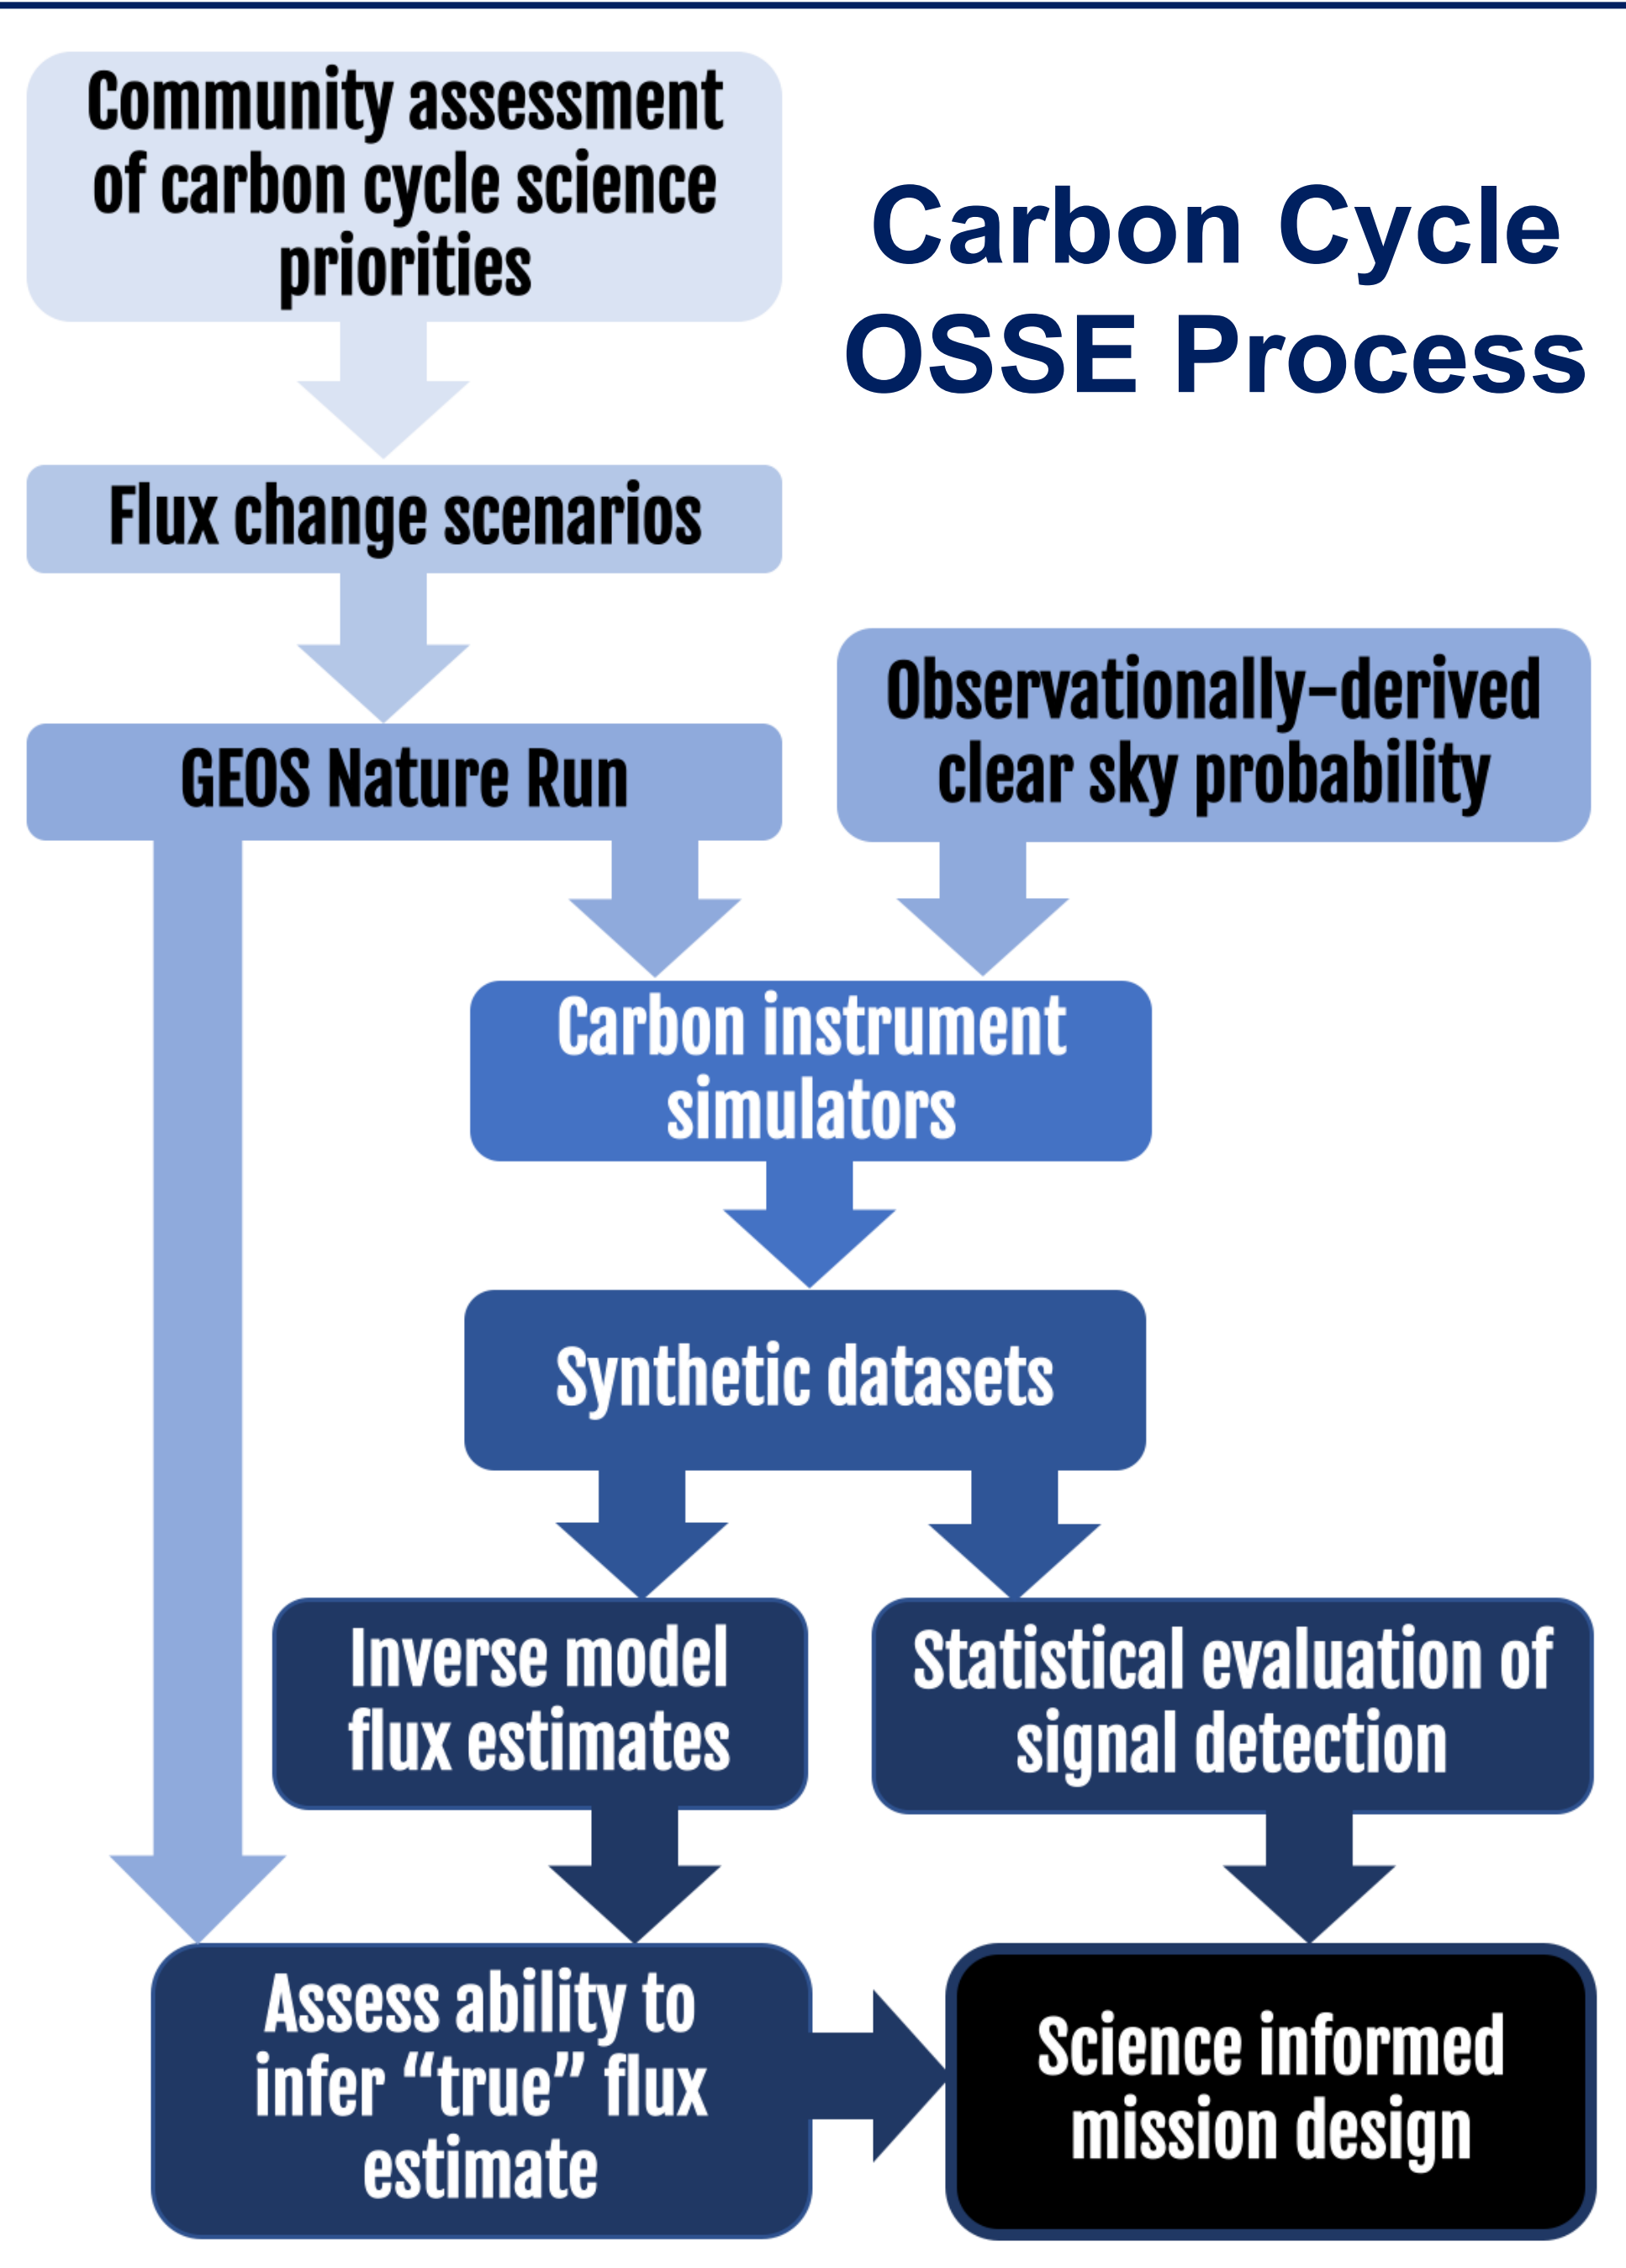 Community assessment
of carbon cycle science
priorities
Carbon Cycle
OSSE Process
Flux change scenarios
GEOS Nature Run
Observationally-derived
clear sky probability
Carbon instrument
simulators
Synthetic datasets
Inverse model
flux estimates
Statistical evaluation of
signal detection
Assess ability to
infer “true” flux
estimate
Science informed
mission design